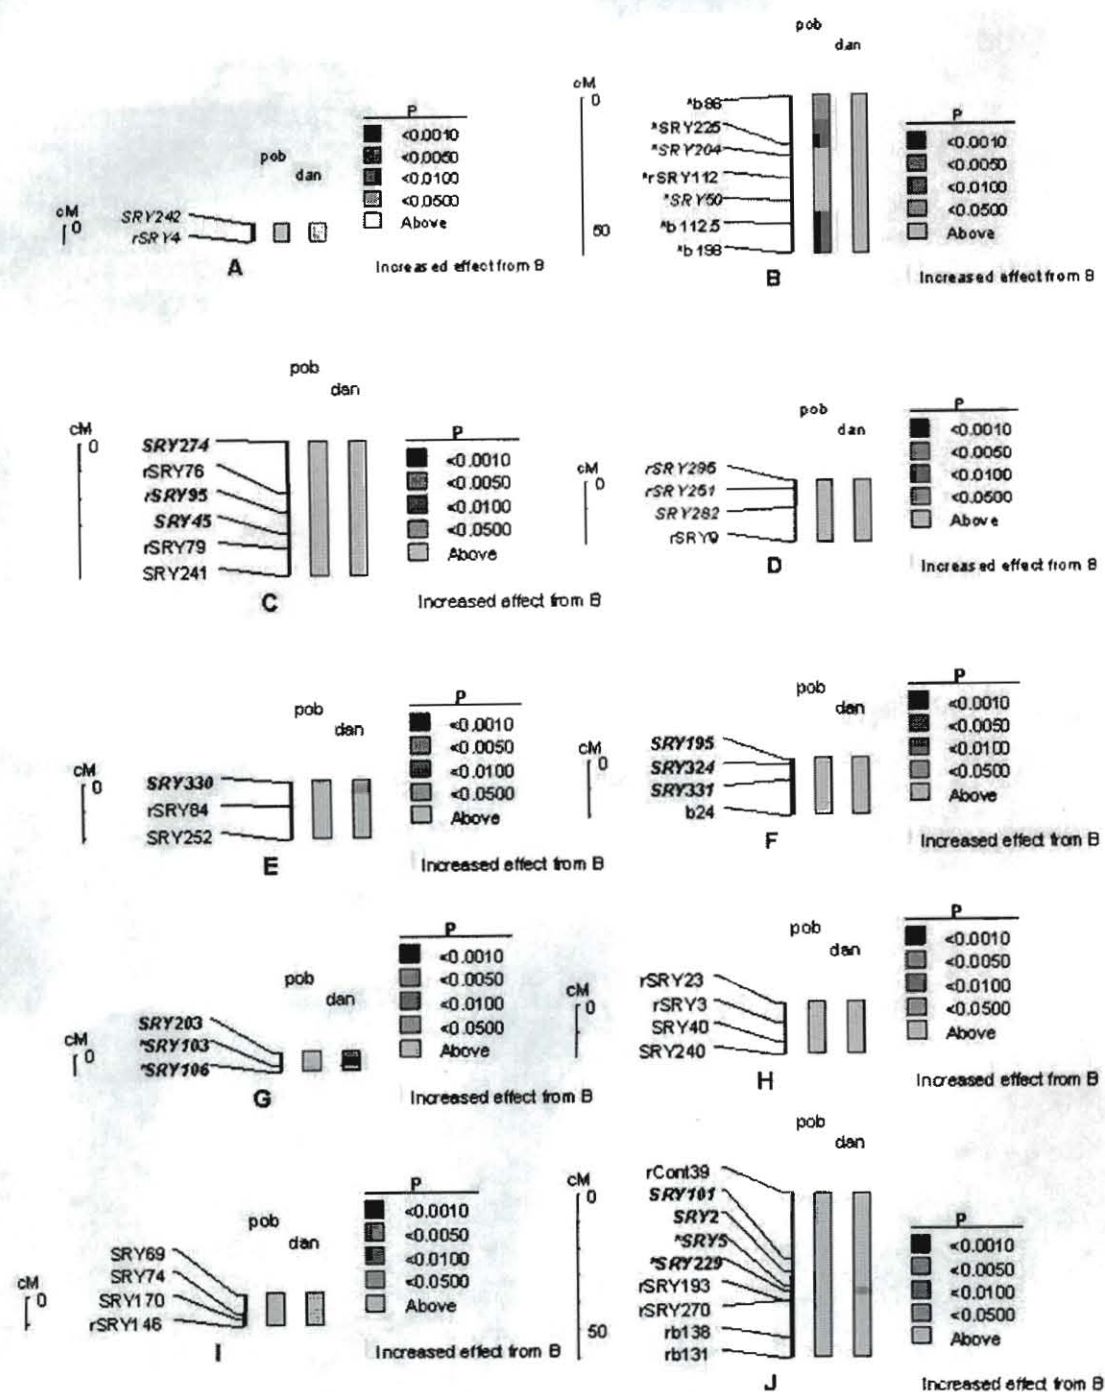 pob
dan
P
<0.0010
<0.0050
<0.0100
<0.0500
Above
cM
0
SRY242
rSRY4
A
Increased effect from B
pob
dan
cM
0
50
*b86
*SRY225
*SRY204
*rSRY112
*SRY50
*b112.5
*b198
B
P
<0.0010
<0.0050
<0.0100
<0.0500
Above
Increased effect from B
pob
dan
cM
0
SRY274
rSRY76
rSRY95
SRY45
rSRY79
SRY241
C
P
<0.0010
<0.0050
<0.0100
<0.0500
Above
Increased effect from B
pob
dan
cM
0
rSRY295
rSRY251
SRY282
rSRY9
D
P
<0.0010
<0.0050
<0.0100
<0.0500
Above
Increased effect from B
pob
dan
cM
0
SRY330
rSRY84
SRY252
E
P
<0.0010
<0.0050
<0.0100
<0.0500
Above
Increased effect from B
pob
dan
cM
0
SRY195
SRY324
SRY331
b24
F
P
<0.0010
<0.0050
<0.0100
<0.0500
Above
Increased effect from B
pob
dan
cM
0
SRY203
*SRY103
*SRY106
G
P
<0.0010
<0.0050
<0.0100
<0.0500
Above
Increased effect from B
pob
dan
cM
0
rSRY23
rSRY3
SRY40
SRY240
H
P
<0.0010
<0.0050
<0.0100
<0.0500
Above
Increased effect from B
pob
dan
cM
0
SRY69
SRY74
SRY170
rSRY146
I
P
<0.0010
<0.0050
<0.0100
<0.0500
Above
Increased effect from B
pob
dan
cM
0
50
rCont39
SRY101
SRY2
*SRY5
*SRY229
rSRY193
rSRY270
rb138
rb131
J
P
<0.0010
<0.0050
<0.0100
<0.0500
Above
Increased effect from B